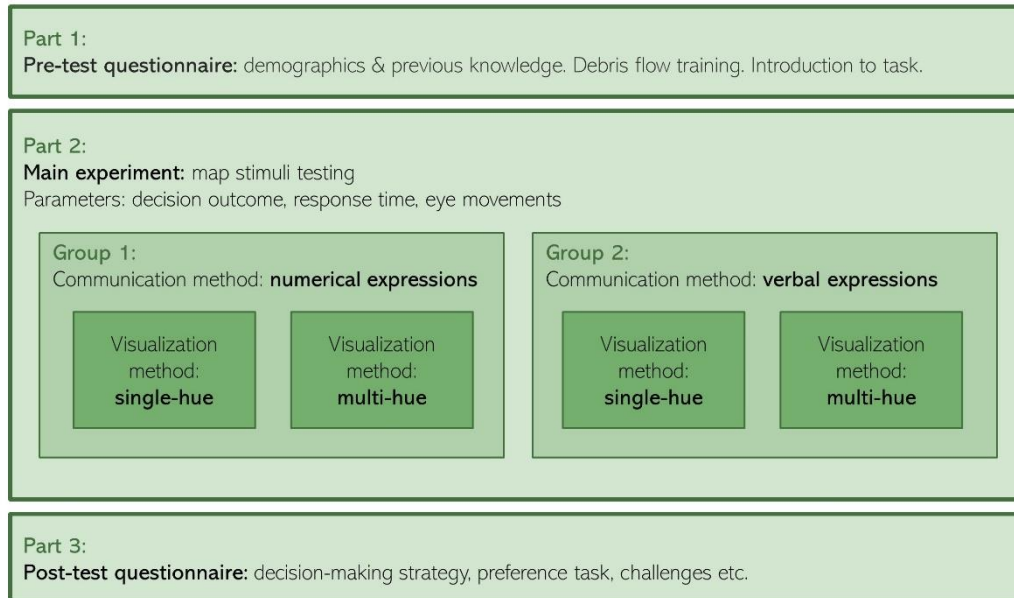 Part 1:
Pre-test questionnaire: demographics & previous knowledge. Debris flow training. Introduction to task.
Part 2:
Main experiment: map stimuli testing
Parameters: decision outcome, response time, eye movements
Group 1:
Communication method: numerical expressions
Visualization
method:
single-hue
Visualization
method:
multi-hue
Group 2:
Communication method: verbal expressions
Visualization
method:
single-hue
Visualization
method:
multi-hue
Part 3:
Post-test questionnaire: decision-making strategy, preference task, challenges etc.